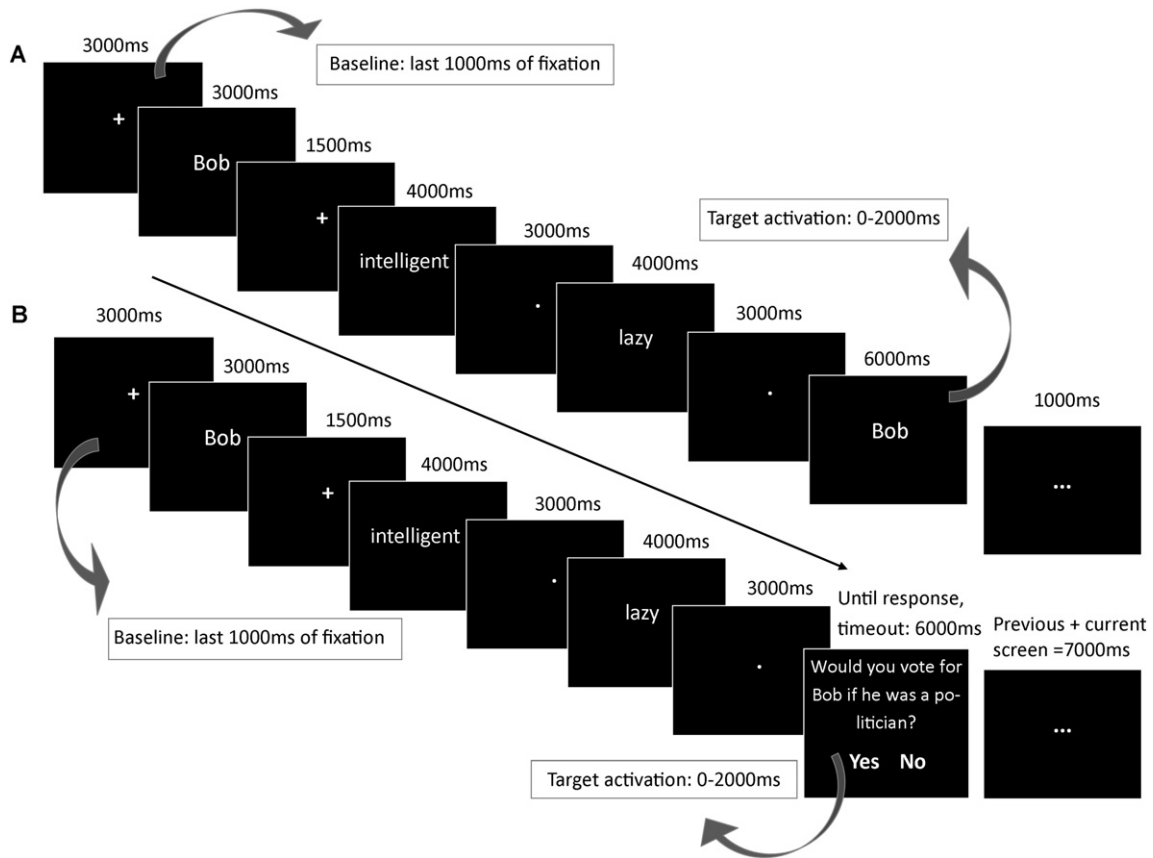 A
3000ms
Baseline: last 1000ms of fixation
+
3000ms
Bob
1500ms
+
4000ms
intelligent
3000ms
.
4000ms
lazy
3000ms
.
6000ms
Bob
Target activation: 0-2000ms
1000ms
...
B
3000ms
+
Baseline: last 1000ms of fixation
3000ms
Bob
1500ms
+
4000ms
intelligent
3000ms
.
4000ms
lazy
3000ms
.
Until response,
timeout: 6000ms
Would you vote for
Bob if he was a po-
litician?
Yes No
Target activation: 0-2000ms
Previous + current
screen =7000ms
...